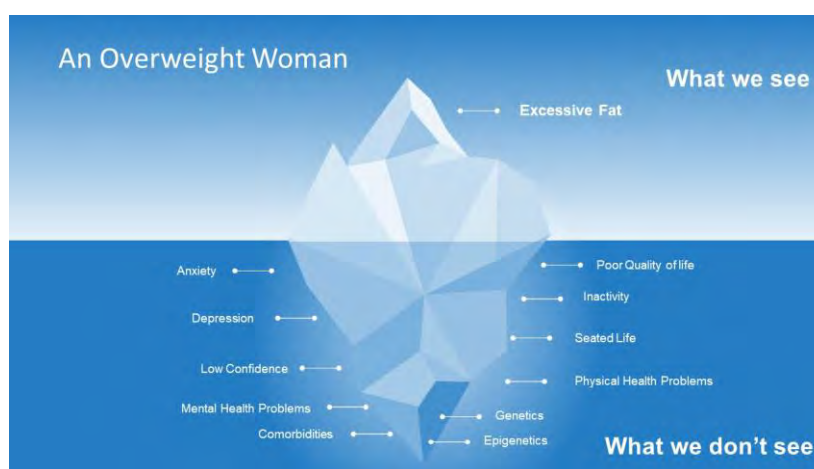 An Overweight Woman
What we see
Excessive Fat
Anxiety
Poor Quality of life
Inactivity
Depression
Seated Life
Low Confidence
Physical Health Problems
Mental Health Problems
Genetics
Comorbidities
Epigenetics
What we don't see